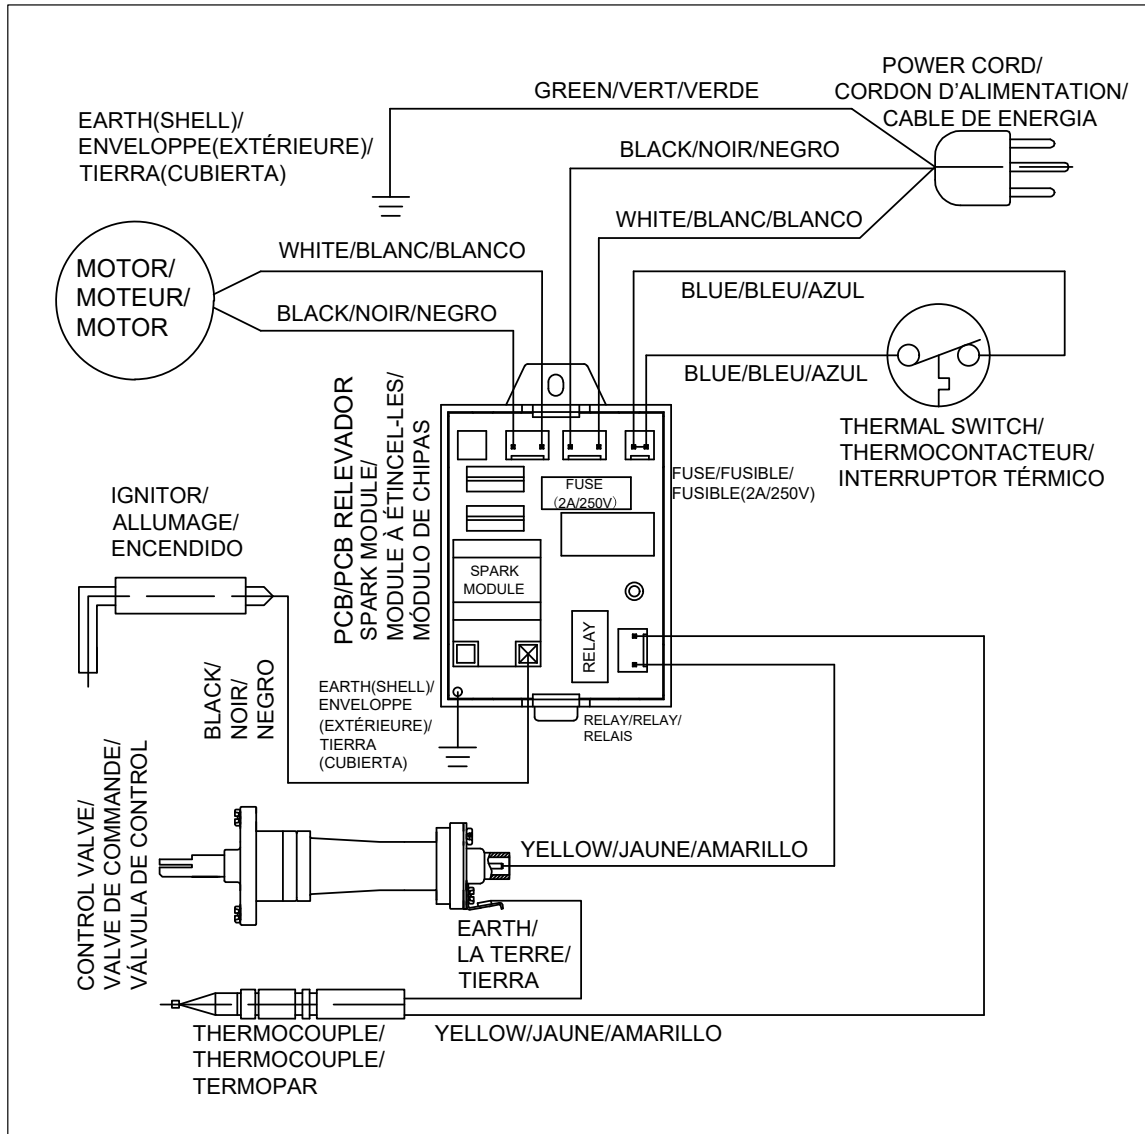 POWER CORD/
CORDON D'ALIMENTATION/
CABLE DE ENERGIA
GREEN/VERT/VERDE
EARTH(SHELL)/
ENVELOPPE(EXTÉRIEURE)/
TIERRA(CUBIERTA)
BLACK/NOIR/NEGRO
WHITE/BLANC/BLANCO
WHITE/BLANC/BLANCO
MOTOR/
MOTEUR/
MOTOR
BLACK/NOIR/NEGRO
BLUE/BLEU/AZUL
BLUE/BLEU/AZUL
THERMAL SWITCH/
THERMOCONTACTEUR/
INTERRUPTOR TÉRMICO
PCB/PCB RELEVADOR
SPARK MODULE/
MODULE À ÉTINCEL-LES/
MÓDULO DE CHIPAS
FUSE
(2A/250V)
FUSE/FUSIBLE/
FUSIBLE(2A/250V)
IGNITOR/
ALLUMAGE/
ENCENDIDO
SPARK
MODULE
RELAY
BLACK/
NOIR/
NEGRO
EARTH(SHELL)/
ENVELOPPE
(EXTÉRIEURE)/
TIERRA
(CUBIERTA)
RELAY/RELAY/
RELAIS
CONTROL VALVE/
VALVE DE COMMANDE/
VÁLVULA DE CONTROL
YELLOW/JAUNE/AMARILLO
EARTH/
LA TERRE/
TIERRA
THERMOCOUPLE/
THERMOCOUPLE/
TERMOPAR
YELLOW/JAUNE/AMARILLO